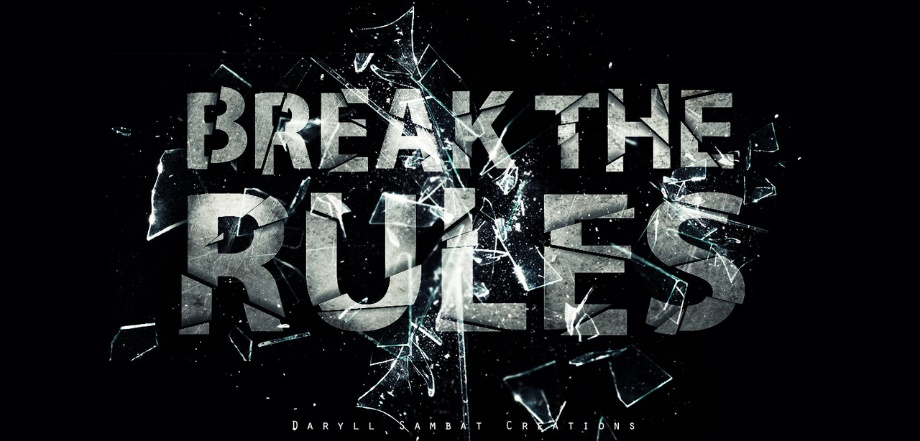 BREAK THE
RULES
Daryll Sambat Creations